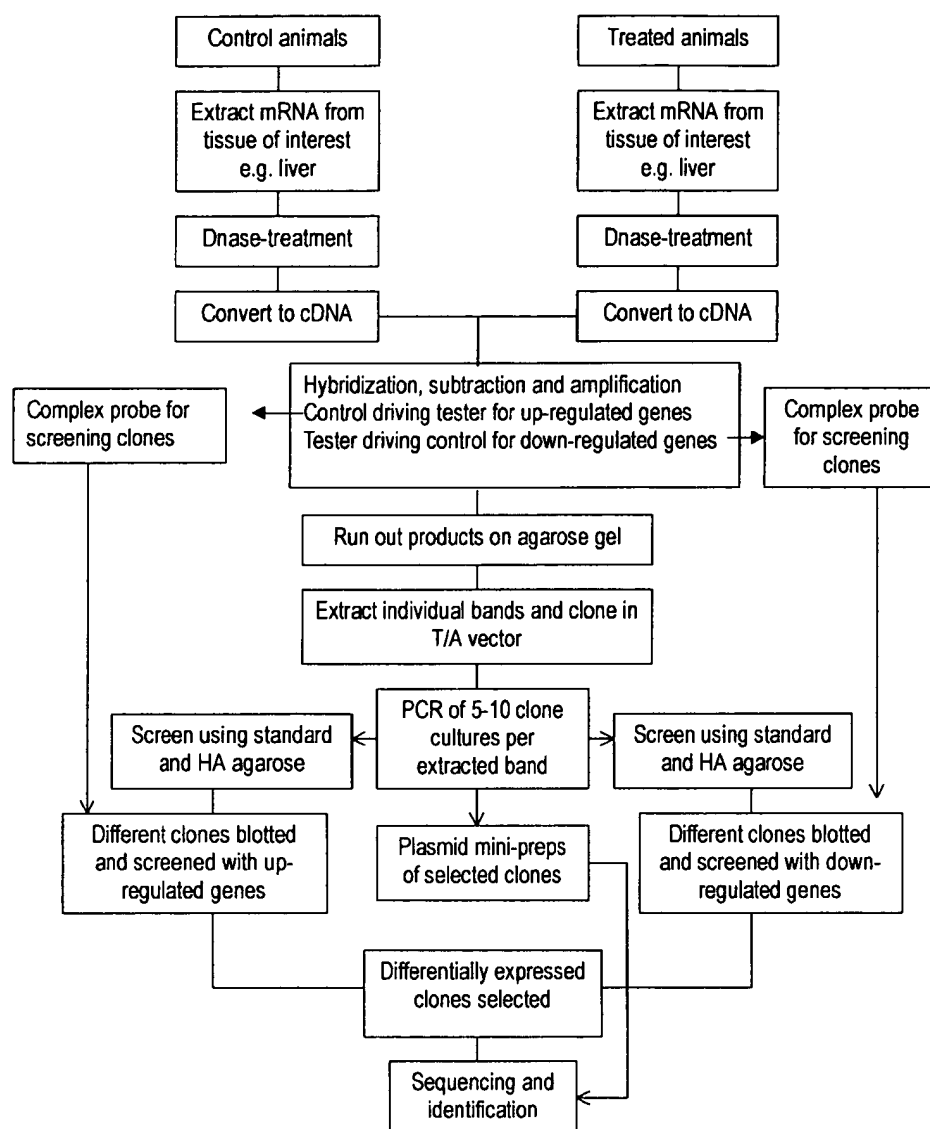 Control animals
Treated animals
Extract mRNA from
tissue of interest
e.g. liver
Extract mRNA from
tissue of interest
e.g. liver
Dnase-treatment
Dnase-treatment
Convert to cDNA
Convert to cDNA
Hybridization, subtraction and amplification
Control driving tester for up-regulated genes
Tester driving control for down-regulated genes
Complex probe for
screening clones
Complex probe
for screening
clones
Run out products on agarose gel
Extract individual bands and clone in
T/A vector
PCR of 5-10 clone
cultures per
extracted band
Screen using standard
and HA agarose
Screen using standard
and HA agarose
Different clones blotted
and screened with up-
regulated genes
Plasmid mini-preps
of selected clones
Different clones blotted
and screened with down-
regulated genes
Differentially expressed
clones selected
Sequencing and
identification